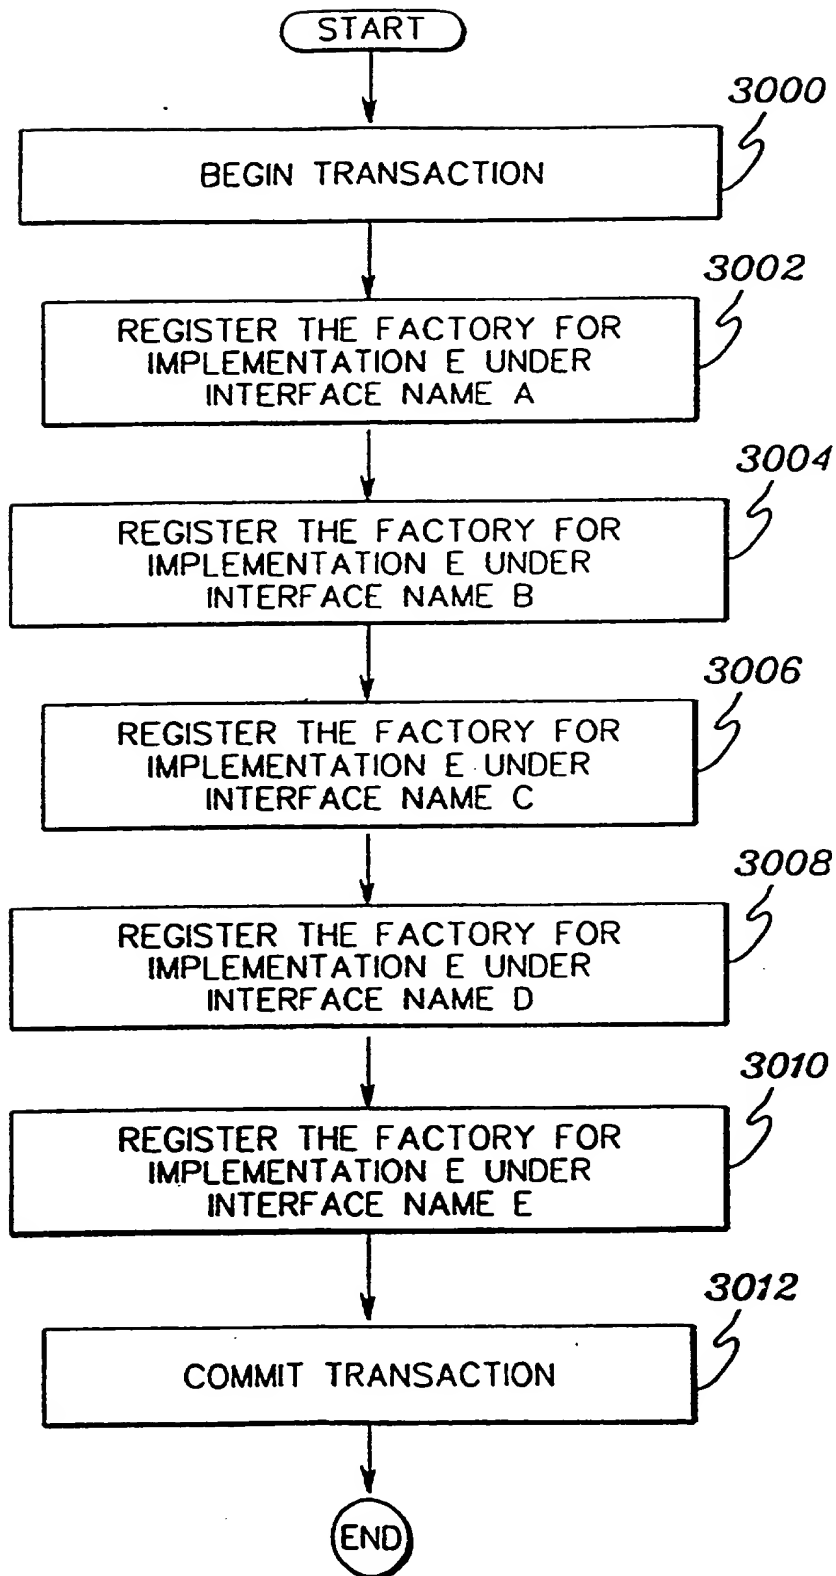 START
3000
BEGIN TRANSACTION
3002
REGISTER THE FACTORY FOR
IMPLEMENTATION E UNDER
INTERFACE NAME A
3004
REGISTER THE FACTORY FOR
IMPLEMENTATION E UNDER
INTERFACE NAME B
3006
REGISTER THE FACTORY FOR
IMPLEMENTATION E UNDER
INTERFACE NAME C
3008
REGISTER THE FACTORY FOR
IMPLEMENTATION E UNDER
INTERFACE NAME D
3010
REGISTER THE FACTORY FOR
IMPLEMENTATION E UNDER
INTERFACE NAME E
3012
COMMIT TRANSACTION
END